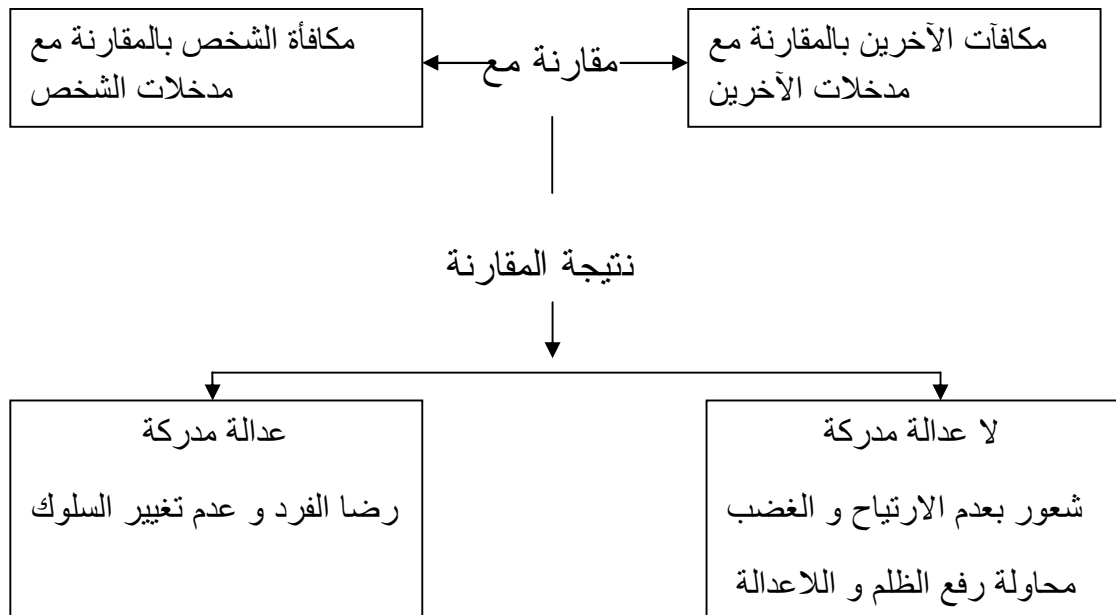 مكافآت الآخرين بالمقارنة مع
مدخلات الآخرين
مقارنة مع
مكافأة الشخص بالمقارنة مع
مدخلات الشخص
نتيجة المقارنة
لا عدالة مدركة
شعور بعدم الارتياح و الغضب
محاولة رفع الظلم و اللاعدالة
عدالة مدركة
رضا الفرد و عدم تغيير السلوك